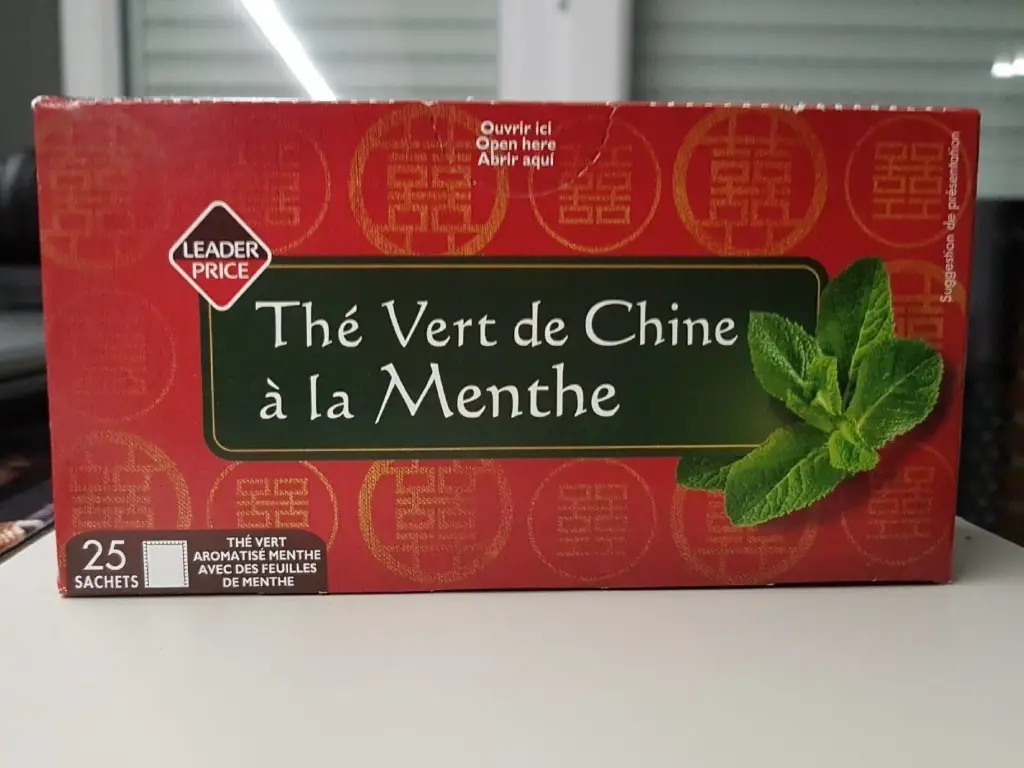 Ouvrir ici
Open here
Abrir aquí
Suggestion de présentation
LEADER
PRICE
Thé Vert de Chine
à la Menthe
25
SACHETS
THÉ VERT
AROMATISÉ MENTHE
AVEC DES FEUILLES
DE MENTHE